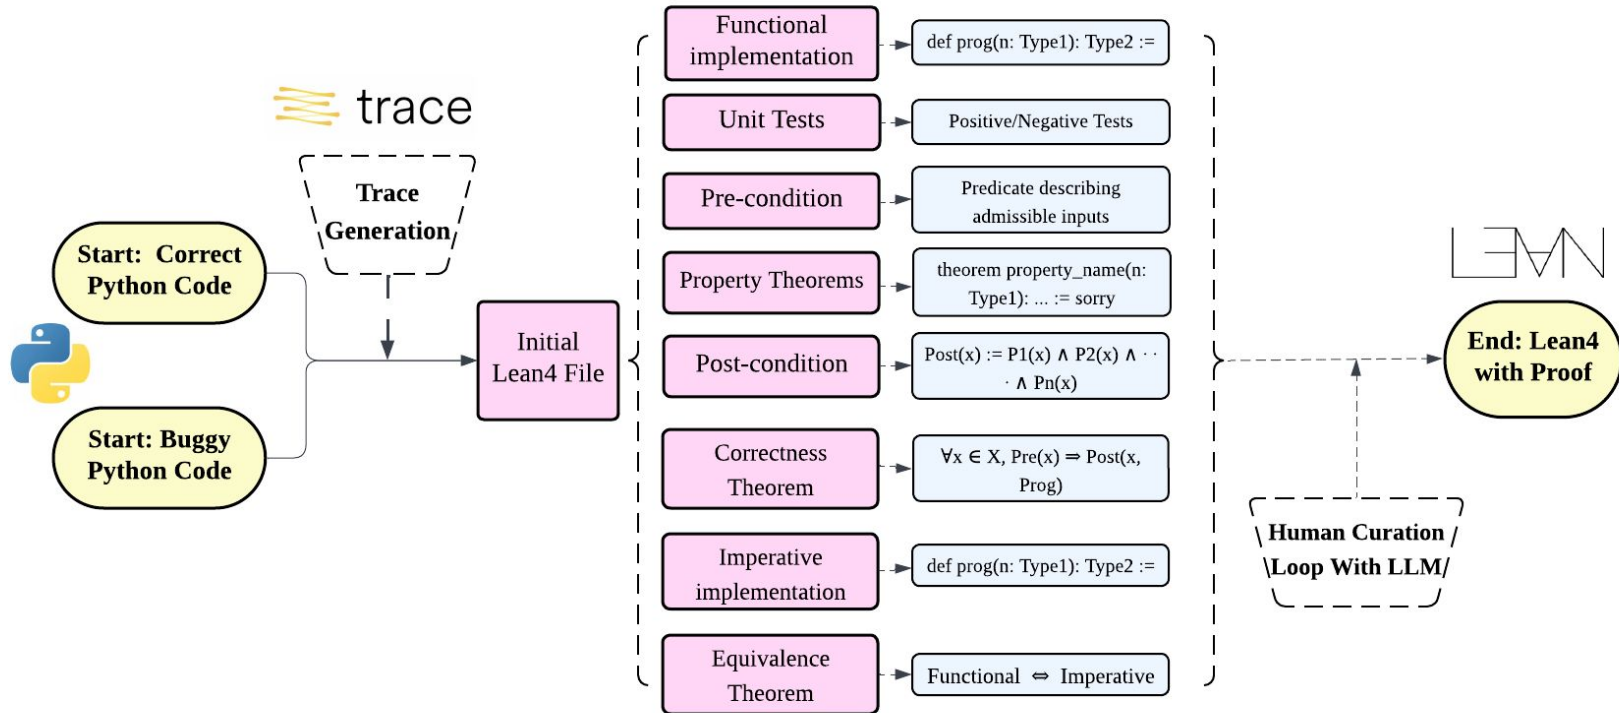 trace
Trace
Generation
Start: Correct
Python Code
Start: Buggy
Python Code
Initial
Lean4 File
Functional
implementation
def prog(n: Type1): Type2 :=
Unit Tests
Positive/Negative Tests
Pre-condition
Predicate describing
admissible inputs
Property Theorems
theorem property_name(n:
Type1): ... := sorry
Post-condition
Post(x) := P1(x) ∧ P2(x) ∧ · ·
· ∧ Pn(x)
Correctness
Theorem
∀x ∈ X, Pre(x) ⇒ Post(x,
Prog)
Imperative
implementation
def prog(n: Type1): Type2 :=
Equivalence
Theorem
Functional ⇔ Imperative
Human Curation
Loop With LLM
L∃∀N
End: Lean4
with Proof